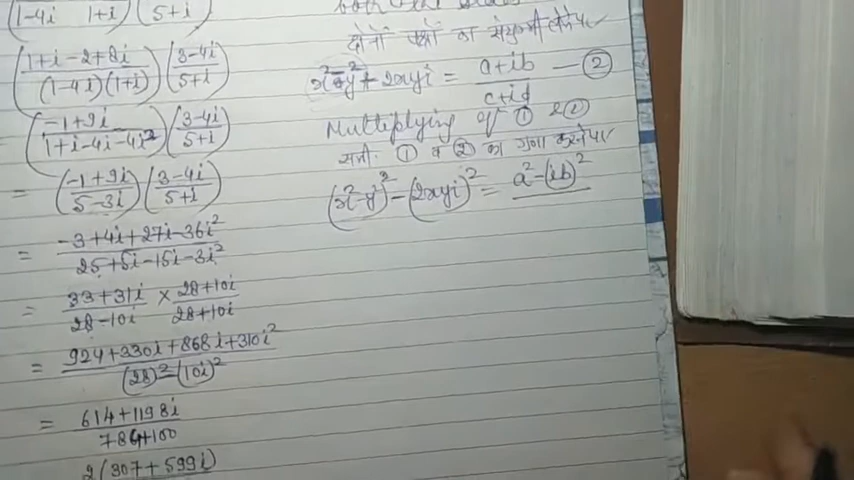 1-4i 1+i)(5+i)
(1+i-2+8i / (1-4i)(1+i)) (3-4i / 5+i)
(-1+9i / 1+i-4i-4i²) (3-4i / 5+i)
= (-1+9i / 5-3i) (3-4i / 5+i)
= -3+4i+27i-36i² / 25+5i-15i-3i²
= 33+31i / 28-10i × 28+10i / 28+10i
= 924+330i+868i+310i² / (28)²-(10i)²
= 614+1198i / 784+100
2(307+599i)
दोनों पक्षों का संयुग्मी लेने पर
x²-y²+2xyi = a+ib / c+id — ②
Multiplying of ① & ②
समी. ① व ② का गुणा करने पर
(x²-y²)²-(2xyi)² = a²-(ib)²